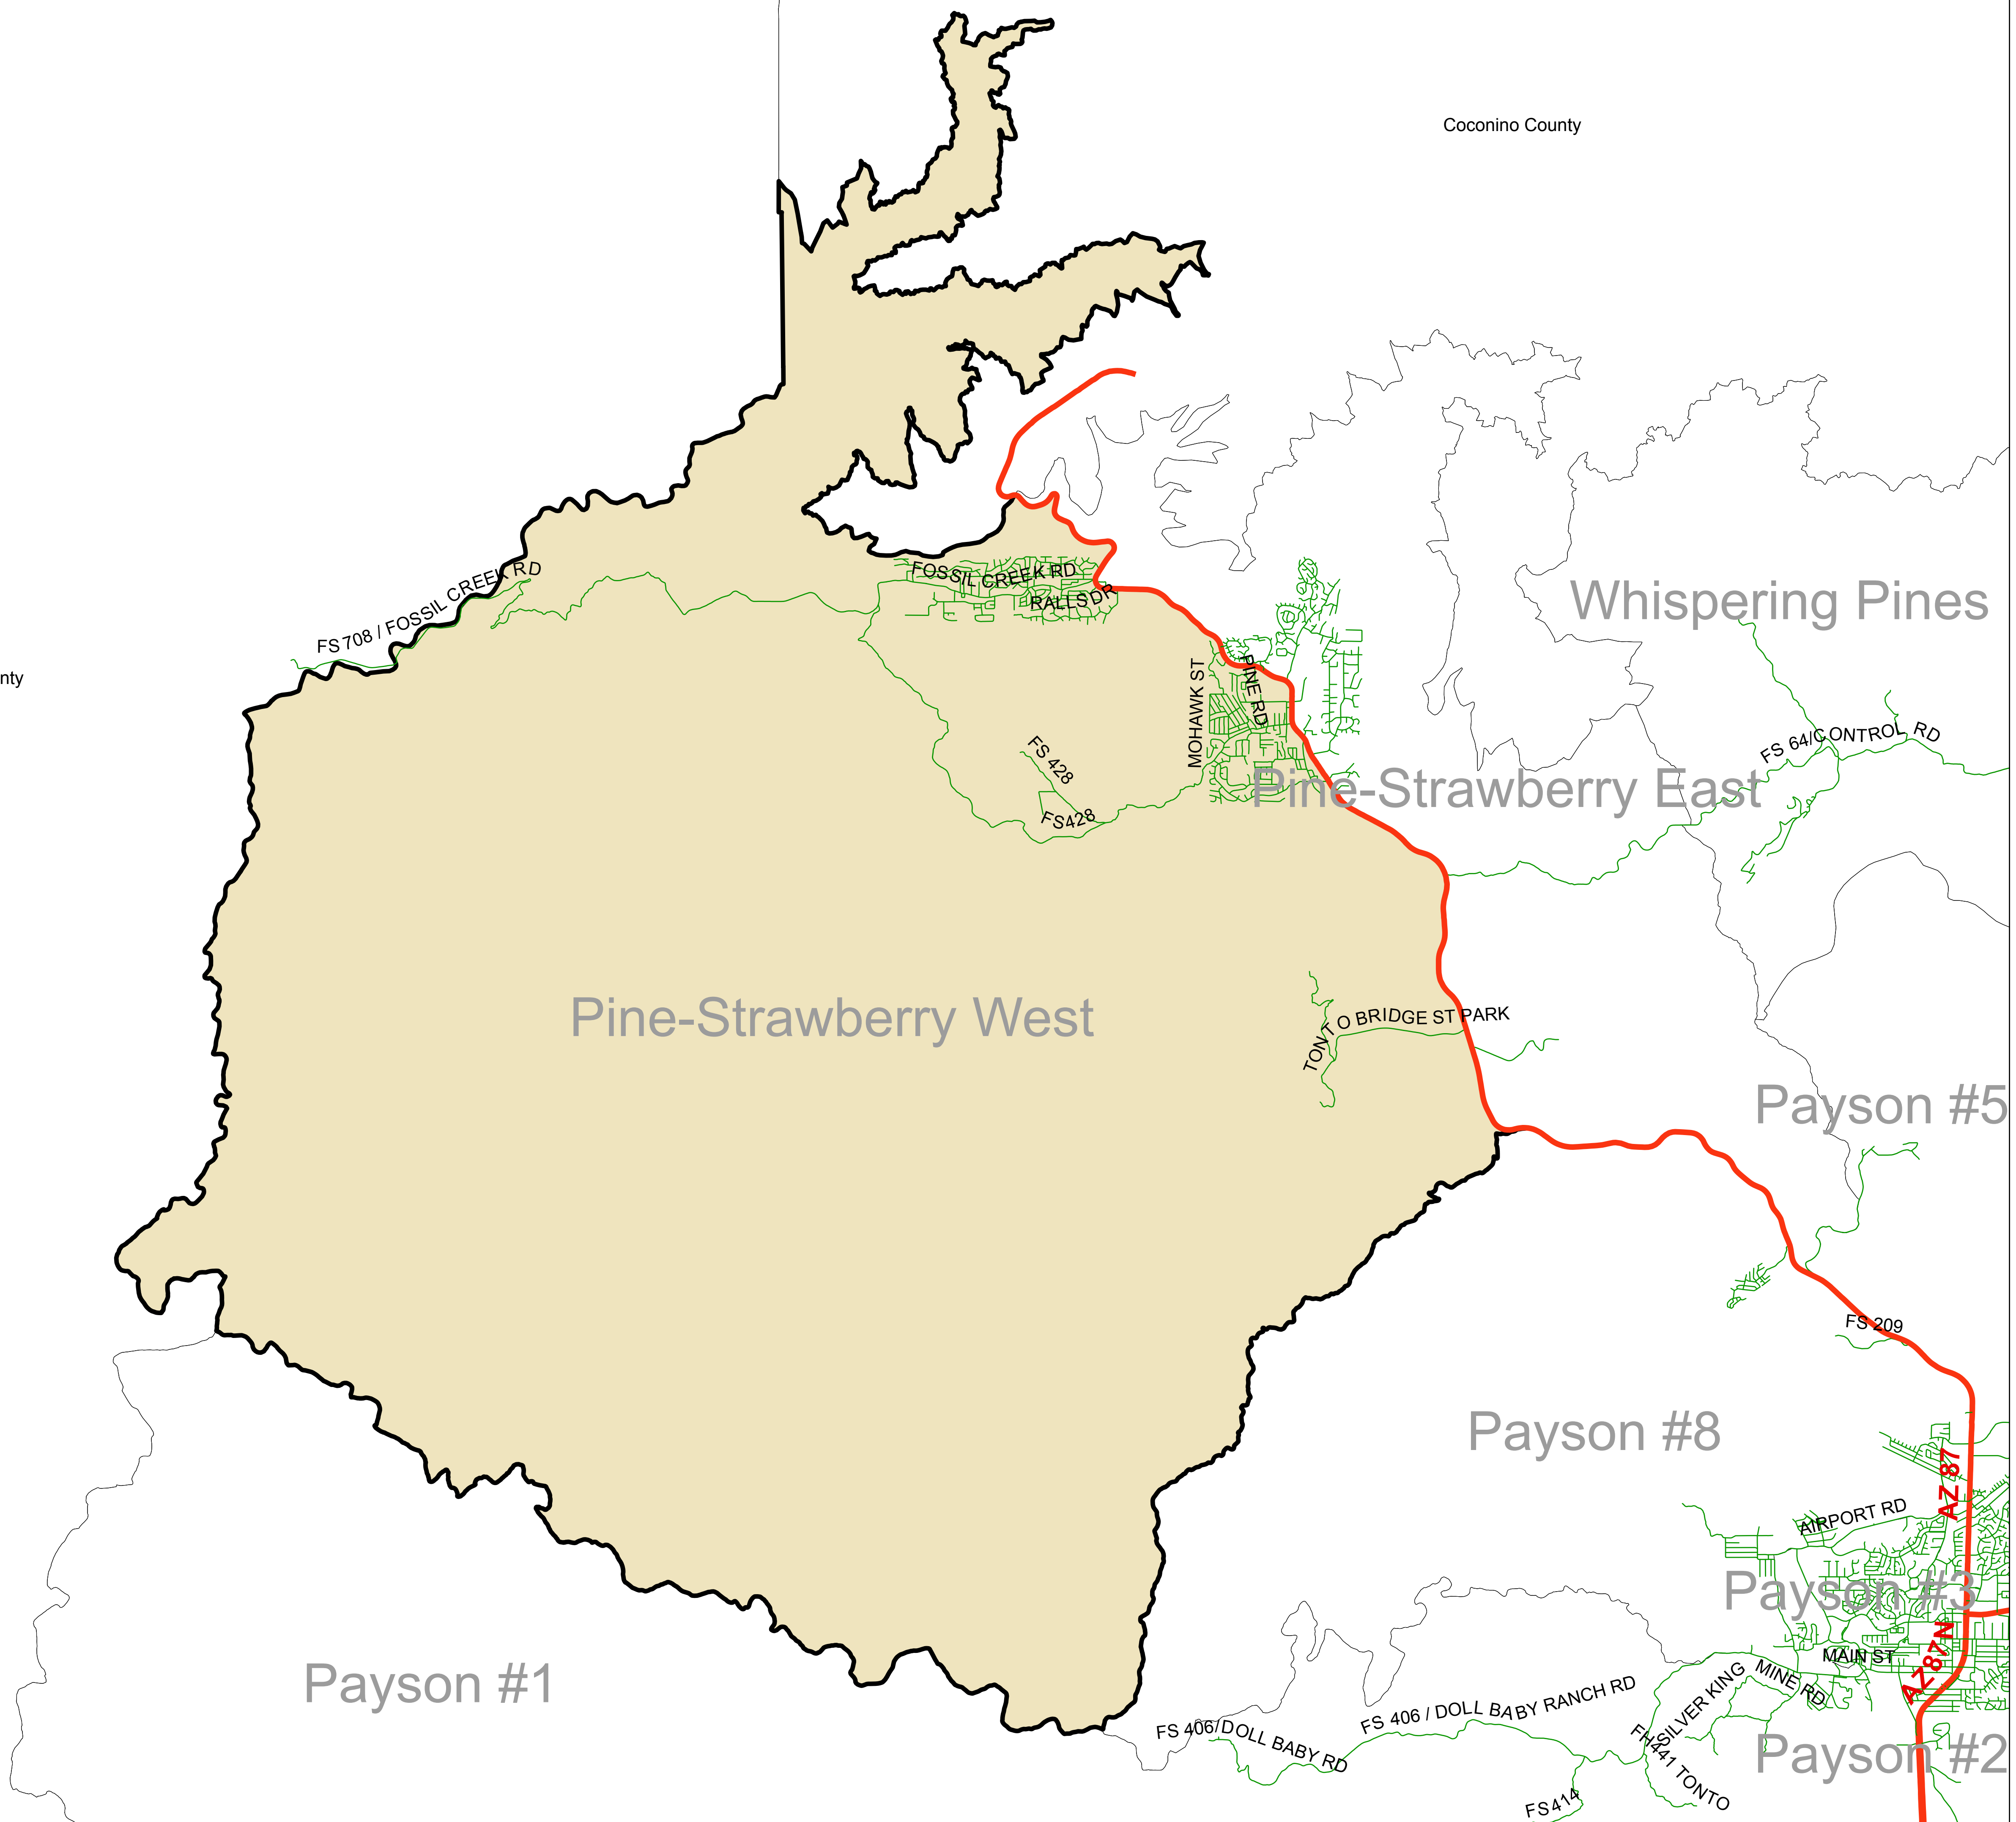 Coconino County
nty
FOSSIL CREEK RD
FS 708 / FOSSIL CREEK RD
RALLS DR
Whispering Pines
MOHAWK ST
PINE RD
FS 64/CONTROL RD
FS 428
Pine-Strawberry East
FS428
Pine-Strawberry West
TONTO BRIDGE ST PARK
Payson #5
FS 209
Payson #8
AZ 87
AIRPORT RD
Payson #3
AZ87N
MAIN ST
Payson #1
SILVER KING MINE RD
FS 406 / DOLL BABY RANCH RD
FS 406/DOLL BABY RD
FH441 TONTO
Payson #2
FS414